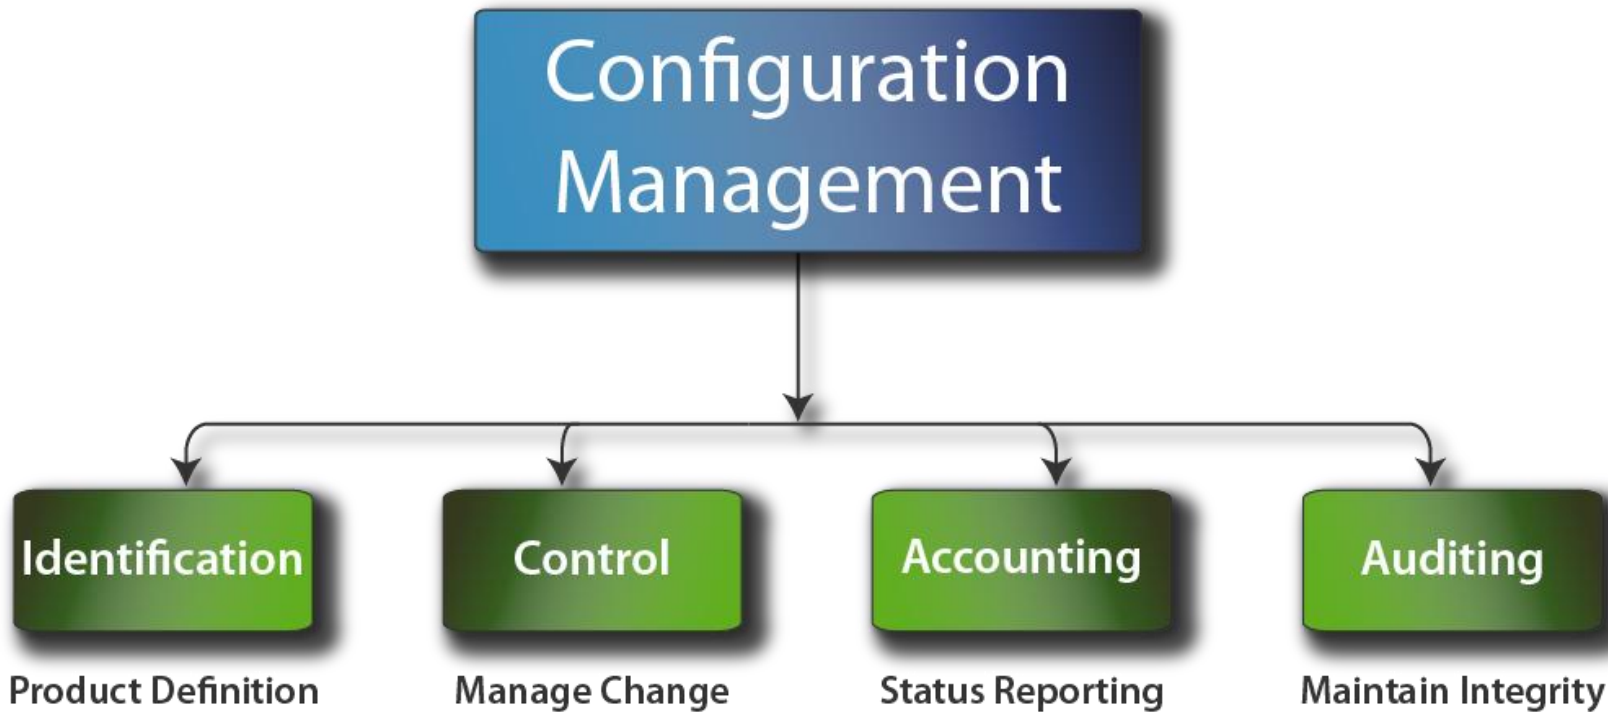 Configuration
Management
Identification
Control
Accounting
Auditing
Product Definition
Manage Change
Status Reporting
Maintain Integrity